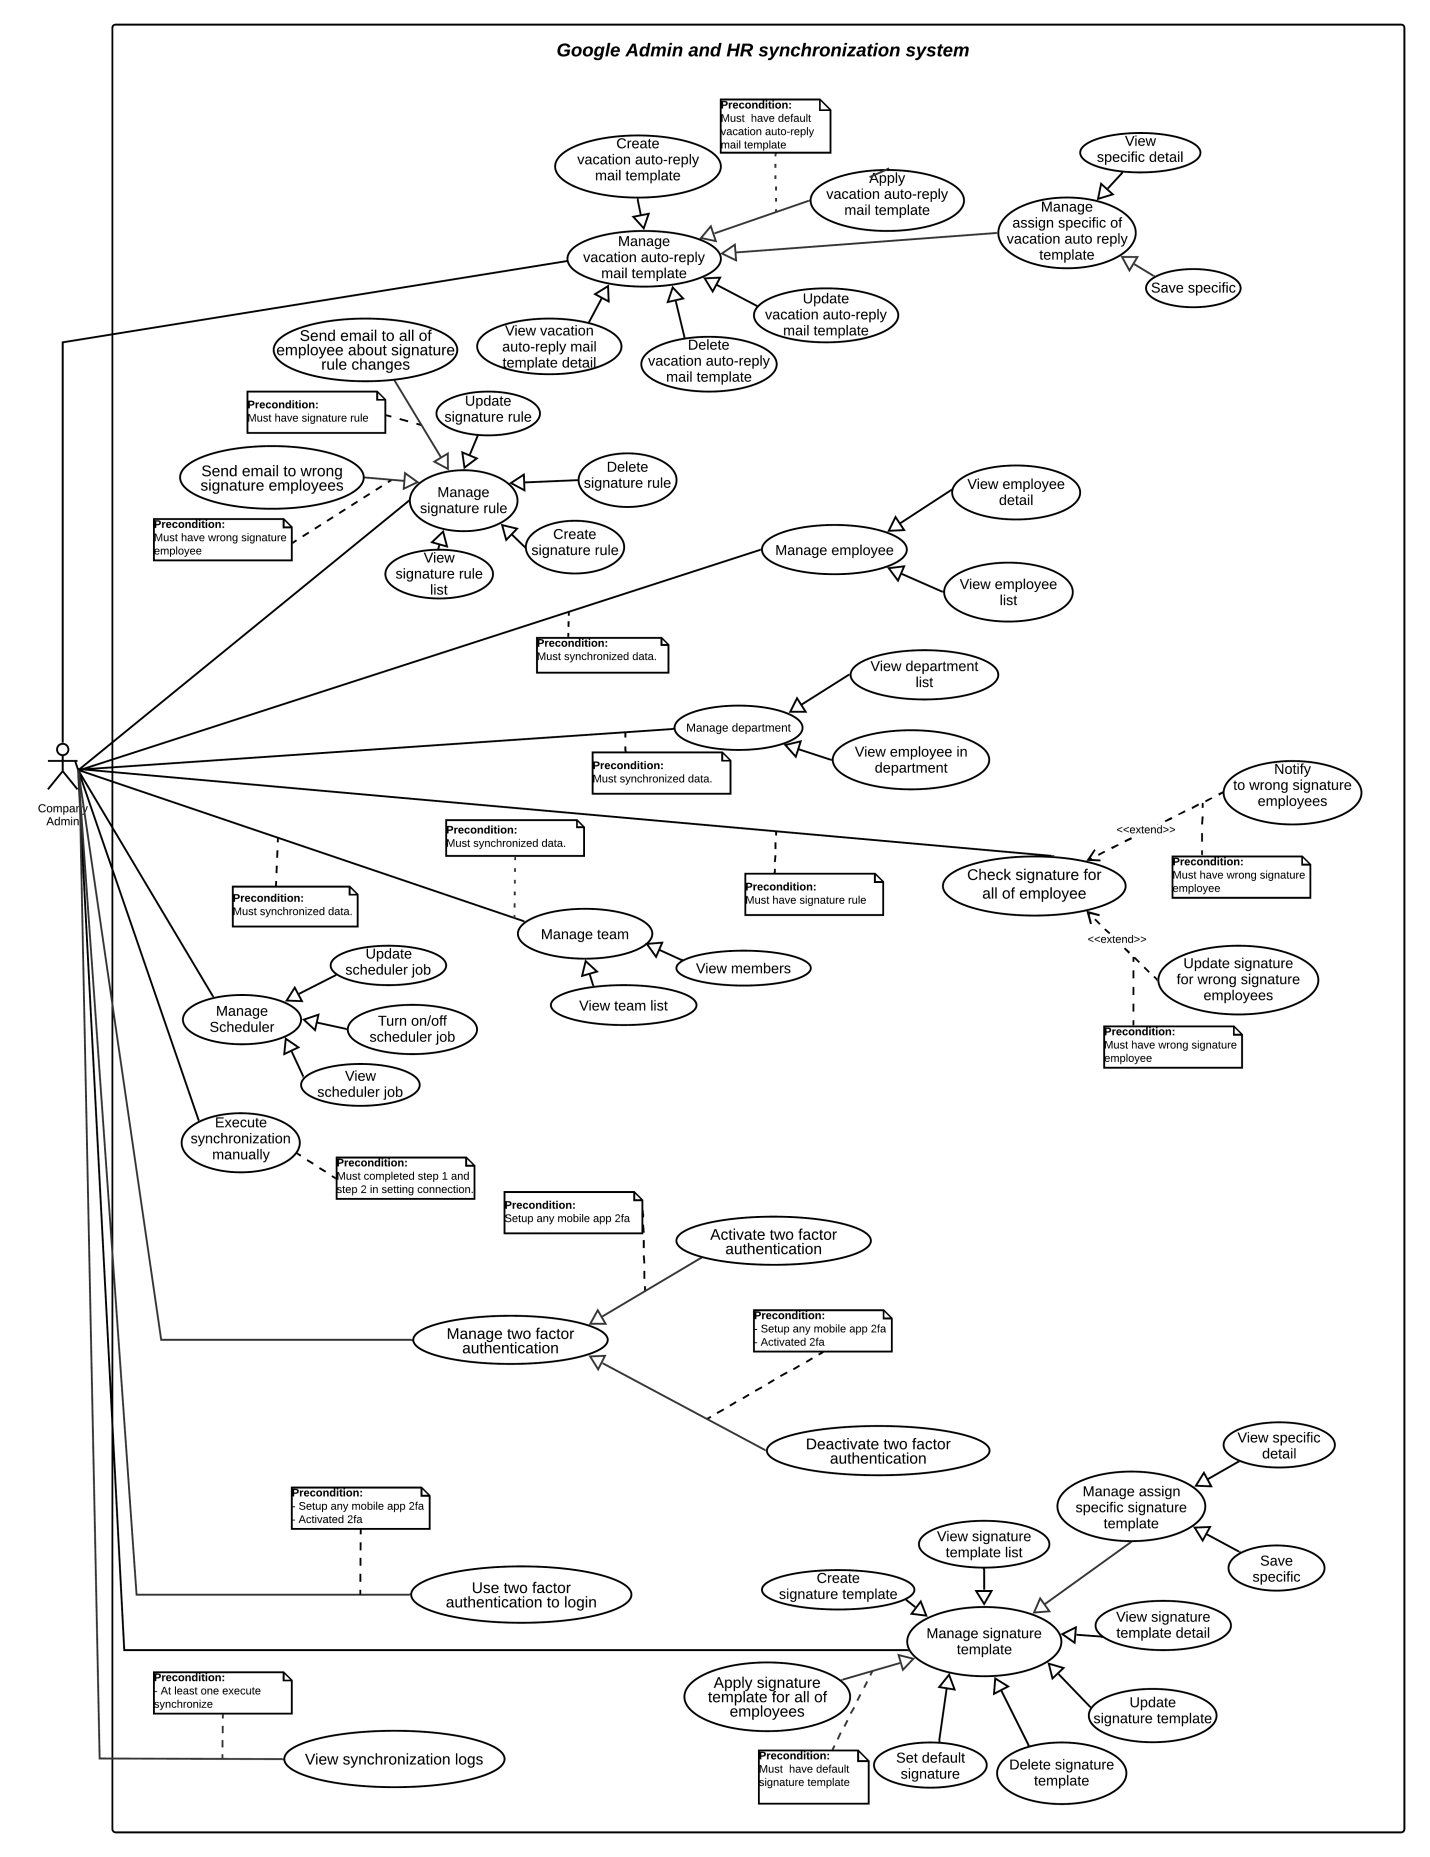 Google Admin and HR synchronization system
Precondition:
Must  have default
vacation auto-reply
mail template
Create
vacation auto-reply
mail template
View
specific detail
Apply
vacation auto-reply
mail template
Manage
assign specific of
vacation auto reply
template
Manage
vacation auto-reply
mail template
Save specific
Update
vacation auto-reply
mail template
View vacation
auto-reply mail
template detail
Delete
vacation auto-reply
mail template
Send email to all of
employee about signature
rule changes
Precondition:
Must have signature rule
Update
signature rule
Send email to wrong
signature employees
Manage
signature rule
Delete
signature rule
Precondition:
Must have wrong signature
employee
Create
signature rule
View
signature rule
list
View employee
detail
Manage employee
View employee
list
Precondition:
Must synchronized data.
View department
list
Manage department
View employee in
department
Precondition:
Must synchronized data.
Company
Admin
Notify
to wrong signature
employees
<<extend>>
Precondition:
Must have wrong signature
employee
Precondition:
Must synchronized data.
Precondition:
Must have signature rule
Check signature for
all of employee
Precondition:
Must synchronized data.
Manage team
View members
View team list
<<extend>>
Update signature
for wrong signature
employees
Precondition:
Must have wrong signature
employee
Update
scheduler job
Manage
Scheduler
Turn on/off
scheduler job
View
scheduler job
Execute
synchronization
manually
Precondition:
Must completed step 1 and
step 2 in setting connection.
Precondition:
Setup any mobile app 2fa
Activate two factor
authentication
Manage two factor
authentication
Precondition:
- Setup any mobile app 2fa
- Activated 2fa
Deactivate two factor
authentication
View specific
detail
Manage assign
specific signature
template
Precondition:
- Setup any mobile app 2fa
- Activated 2fa
View signature
template list
Save
specific
Use two factor
authentication to login
Create
signature template
Manage signature
template
View signature
template detail
Precondition:
- At least one execute
synchronize
Apply signature
template for all of
employees
Update
signature template
View synchronization logs
Precondition:
Must  have default
signature template
Set default
signature
Delete signature
template